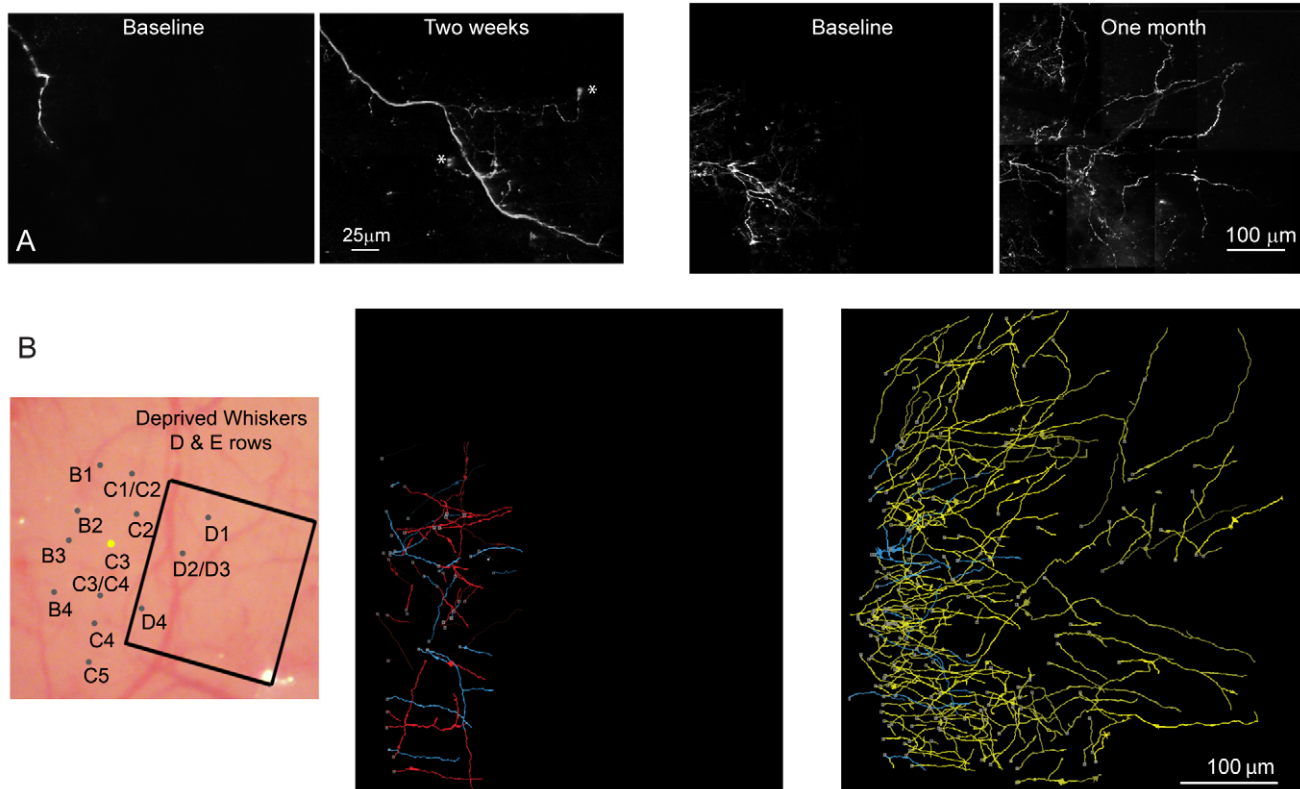 Baseline
Two weeks
*
*
25μm
A
Baseline
One month
100 μm
B
Deprived Whiskers
D & E rows
B1
C1/C2
B2
C2
D1
B3
C3
D2/D3
C3/C4
B4
D4
C4
C5
100 μm